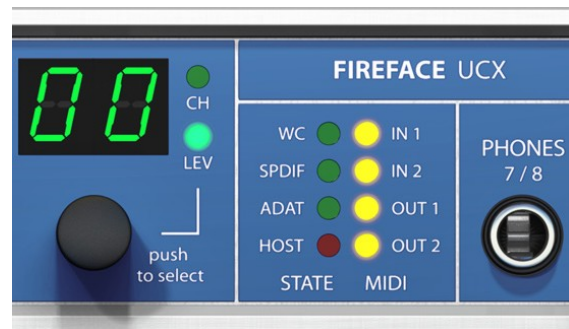 00
CH
LEV
push
to select
FIREFACE UCX
WC IN 1
SPDIF IN 2
ADAT OUT 1
HOST OUT 2
STATE MIDI
PHONES
7 / 8